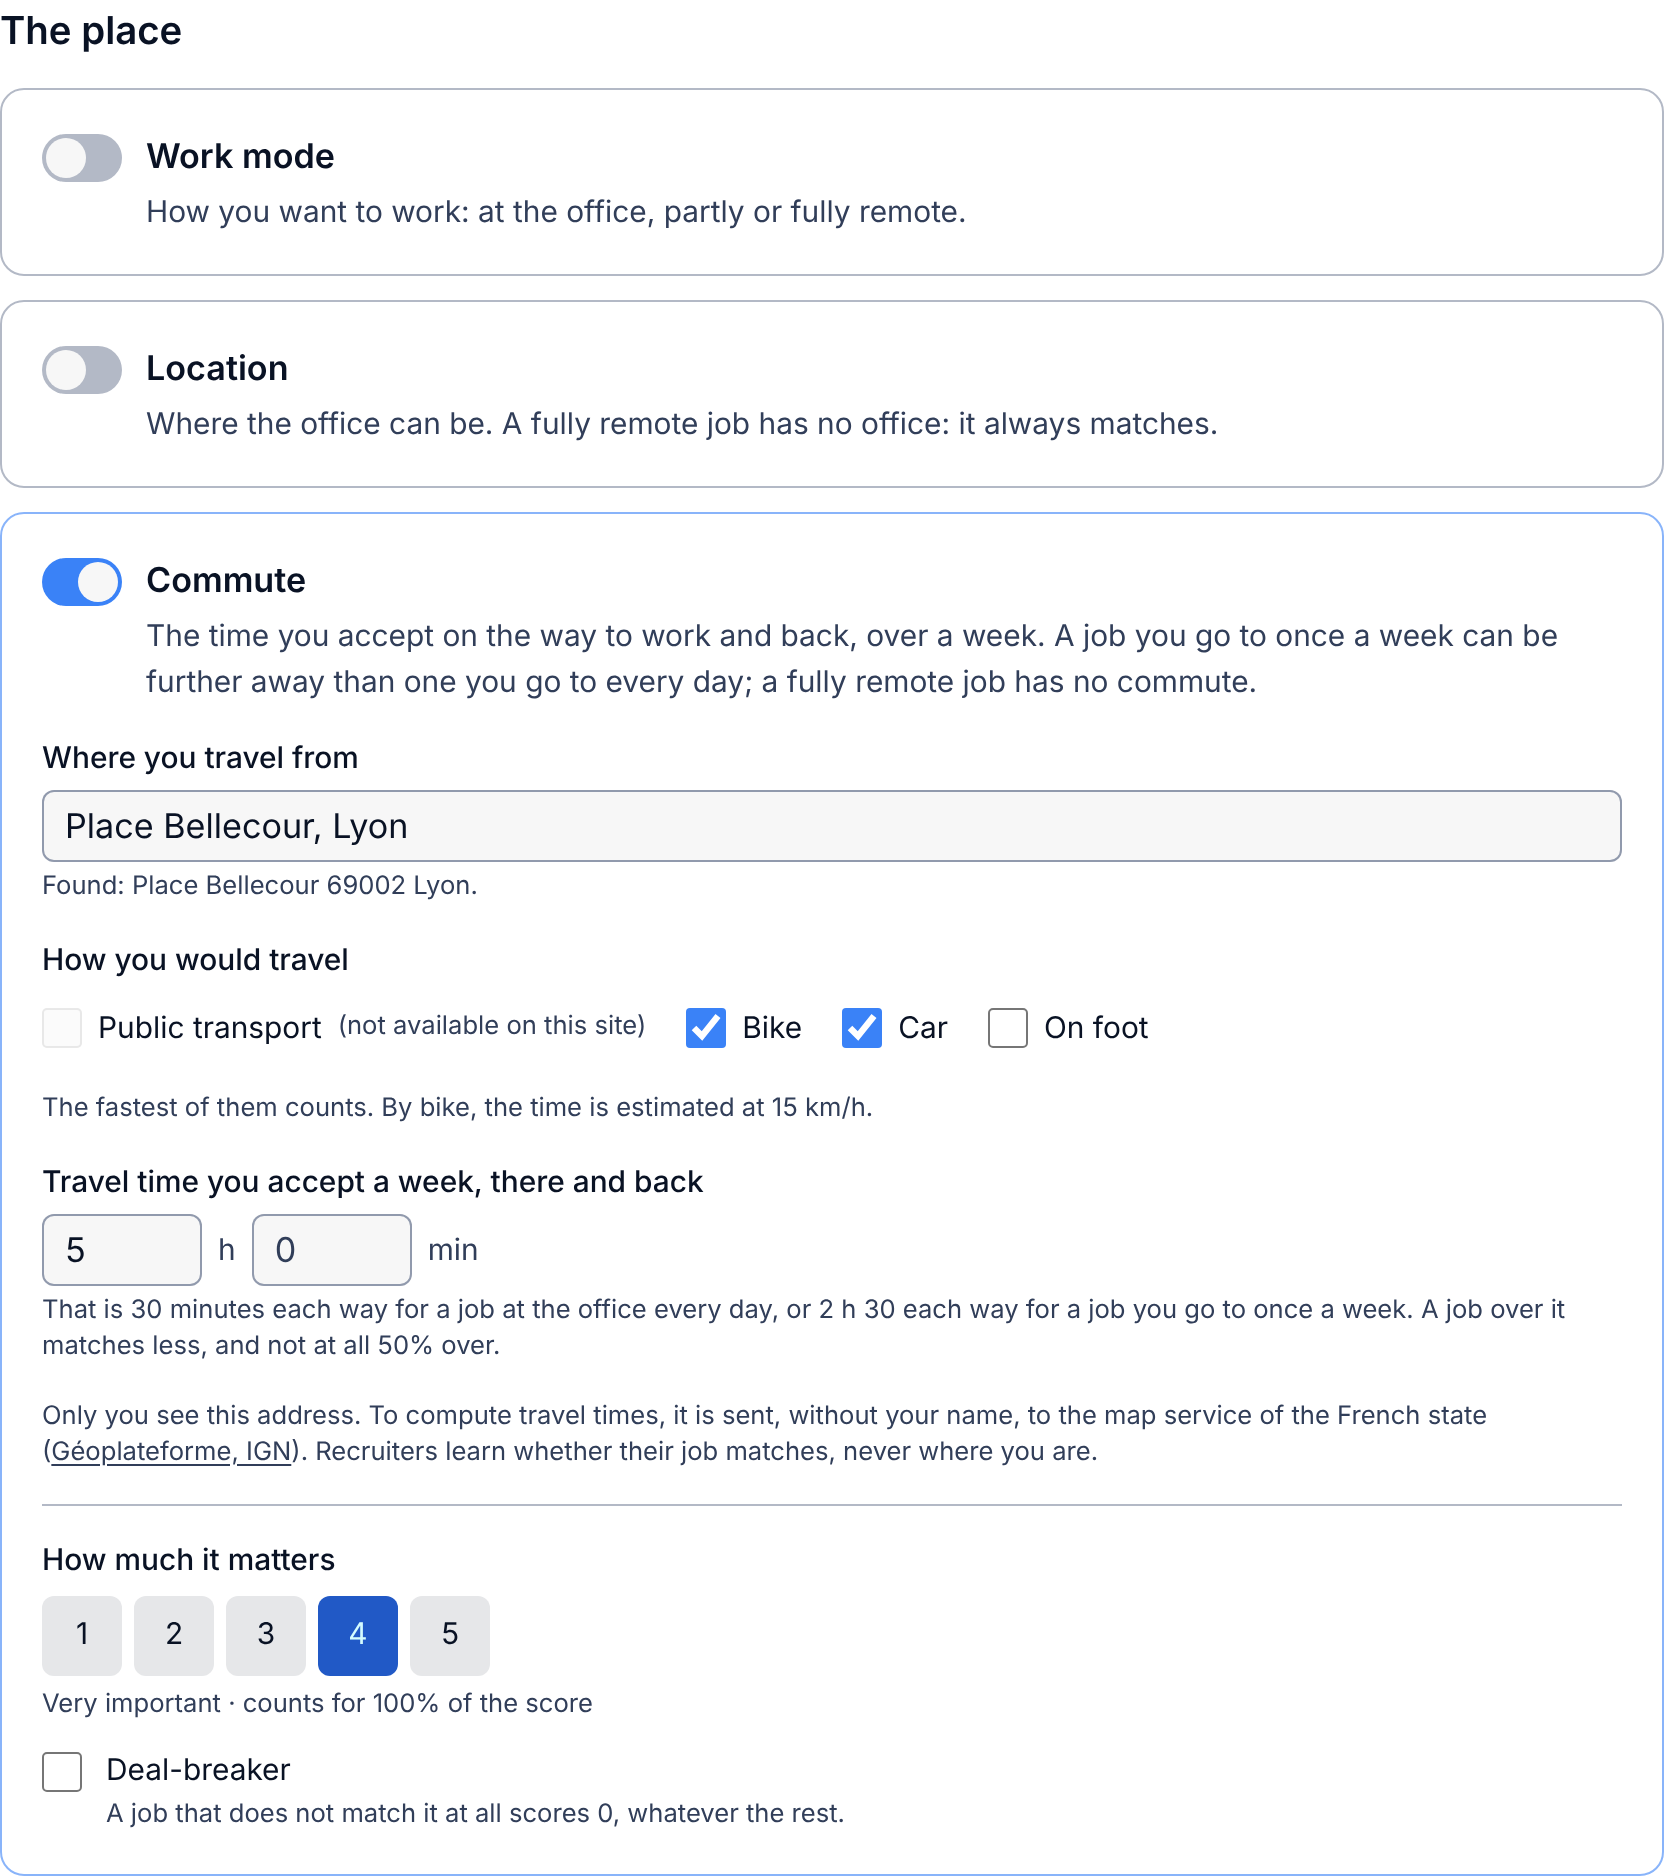 The place
Work mode
How you want to work: at the office, partly or fully remote.
Location
Where the office can be. A fully remote job has no office: it always matches.
Commute
The time you accept on the way to work and back, over a week. A job you go to once a week can be
further away than one you go to every day; a fully remote job has no commute.
Where you travel from
Place Bellecour, Lyon
Found: Place Bellecour 69002 Lyon.
How you would travel
Public transport (not available on this site) Bike Car On foot
The fastest of them counts. By bike, the time is estimated at 15 km/h.
Travel time you accept a week, there and back
5 h 0 min
That is 30 minutes each way for a job at the office every day, or 2 h 30 each way for a job you go to once a week. A job over it
matches less, and not at all 50% over.
Only you see this address. To compute travel times, it is sent, without your name, to the map service of the French state
(Géoplateforme, IGN). Recruiters learn whether their job matches, never where you are.
How much it matters
1 2 3 4 5
Very important · counts for 100% of the score
Deal-breaker
A job that does not match it at all scores 0, whatever the rest.